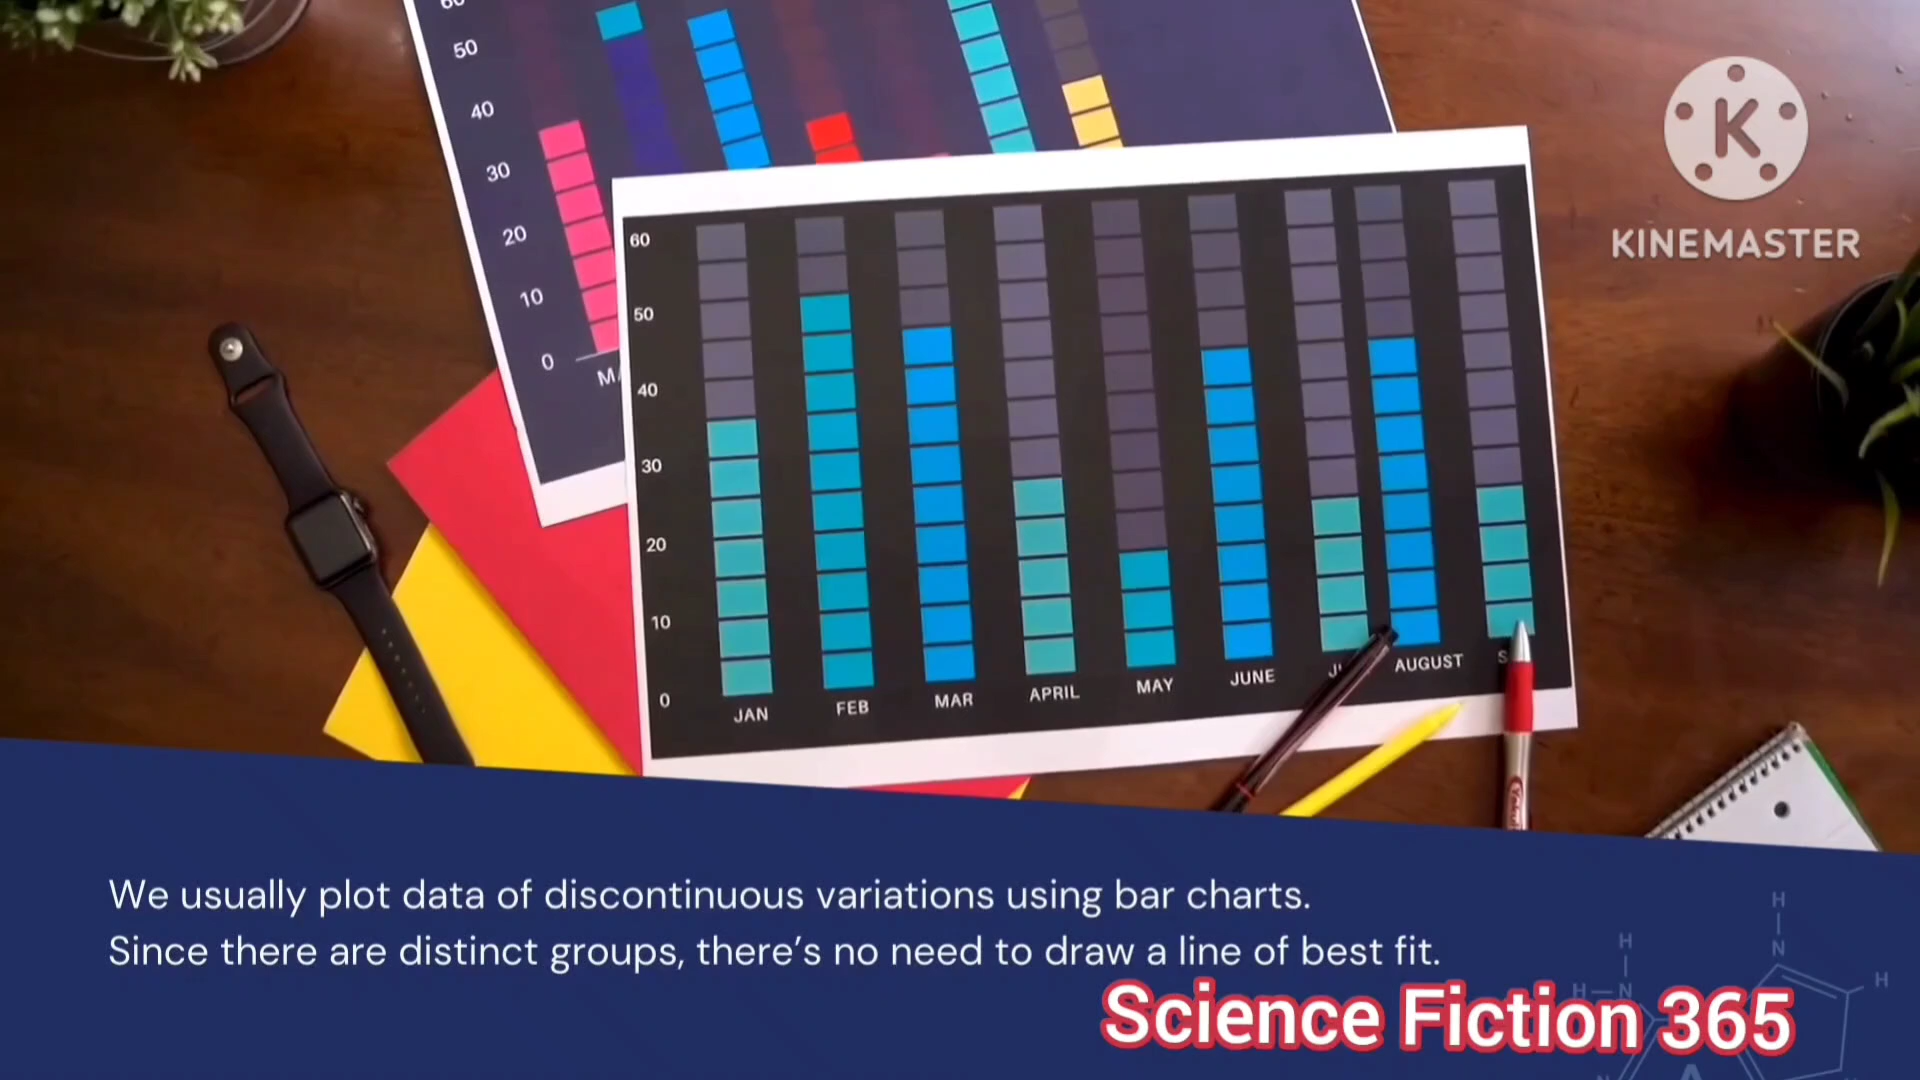 60
50
40
30
20
10
0
K
KINEMASTER
60
50
40
30
20
10
0
JAN
FEB
MAR
APRIL
MAY
JUNE
AUGUST
We usually plot data of discontinuous variations using bar charts.
Since there are distinct groups, there’s no need to draw a line of best fit.
Science Fiction 365
H
N
H
H
N
H